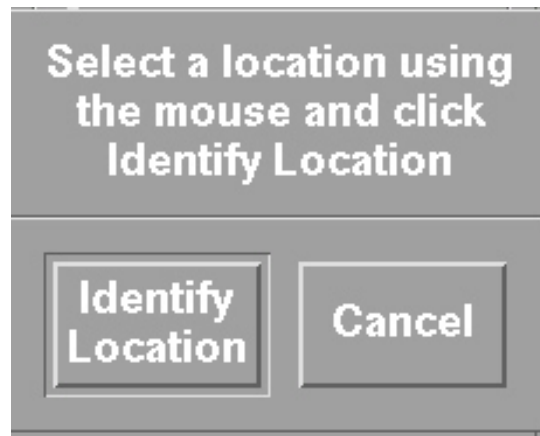 Select a location using
the mouse and click
Identify Location
Identify
Location
Cancel